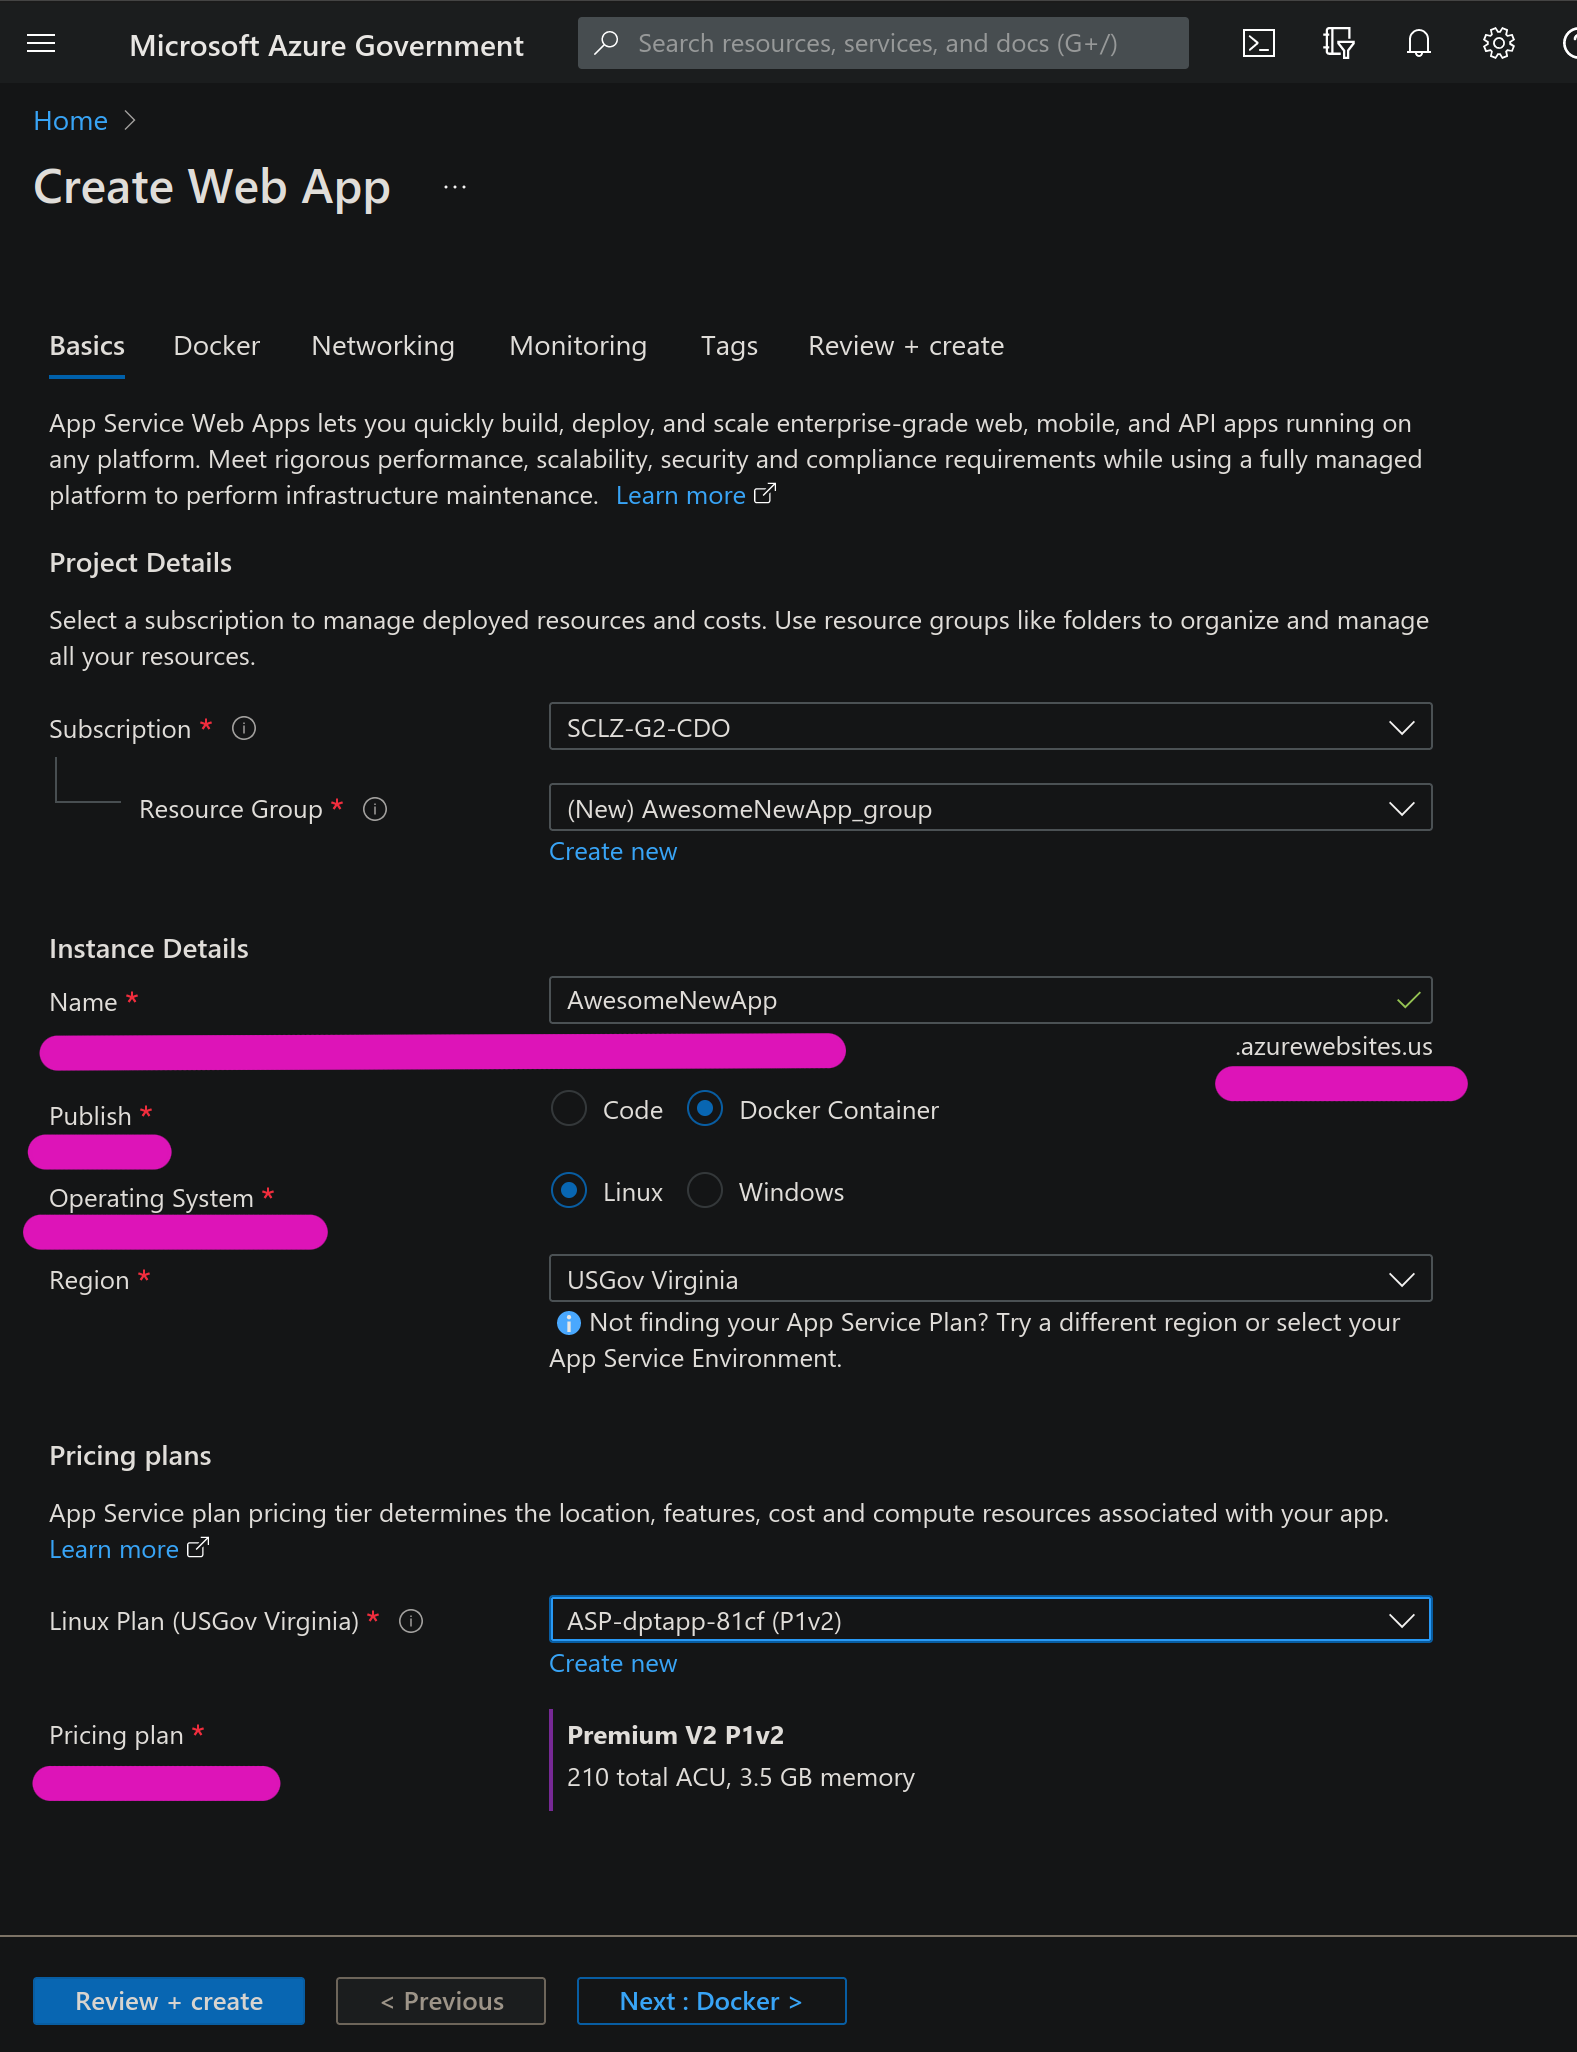 Microsoft Azure Government
Search resources, services, and docs (G+/)
Home
Create Web App
...
Basics Docker Networking Monitoring Tags Review + create
App Service Web Apps lets you quickly build, deploy, and scale enterprise-grade web, mobile, and API apps running on
any platform. Meet rigorous performance, scalability, security and compliance requirements while using a fully managed
platform to perform infrastructure maintenance. Learn more
Project Details
Select a subscription to manage deployed resources and costs. Use resource groups like folders to organize and manage
all your resources.
Subscription * SCLZ-G2-CDO
Resource Group * (New) AwesomeNewApp_group
Create new
Instance Details
Name * AwesomeNewApp
.azurewebsites.us
Publish * Code Docker Container
Operating System * Linux Windows
Region * USGov Virginia
Not finding your App Service Plan? Try a different region or select your
App Service Environment.
Pricing plans
App Service plan pricing tier determines the location, features, cost and compute resources associated with your app.
Learn more
Linux Plan (USGov Virginia) * ASP-dptapp-81cf (P1v2)
Create new
Pricing plan * Premium V2 P1v2
210 total ACU, 3.5 GB memory
Review + create < Previous Next : Docker >